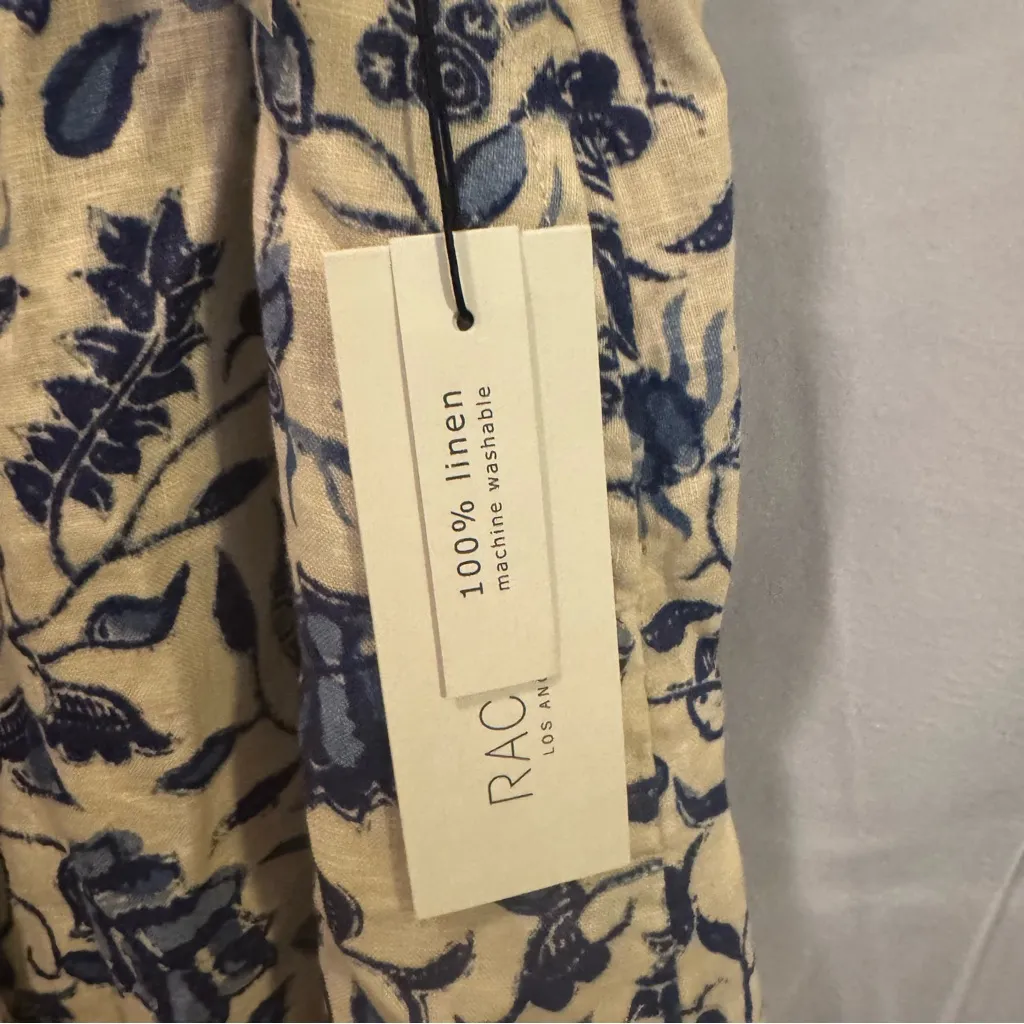 100% linen
machine washable
RAC
LOS AN